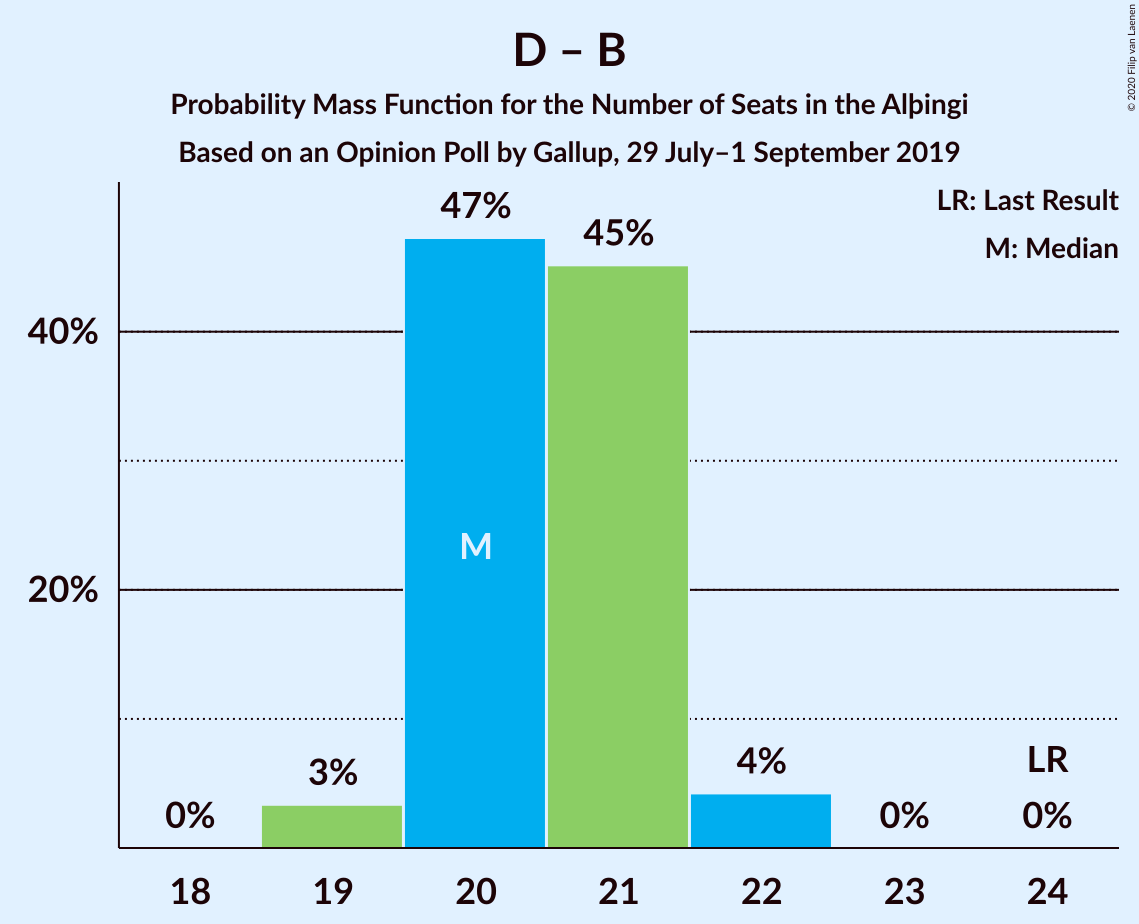 D – B
Probability Mass Function for the Number of Seats in the Alþingi
Based on an Opinion Poll by Gallup, 29 July–1 September 2019
© 2020 Filip van Laenen
LR: Last Result
M: Median
47%
45%
40%
M
20%
3%
4%
LR
0%
0%
0%
18
19
20
21
22
23
24